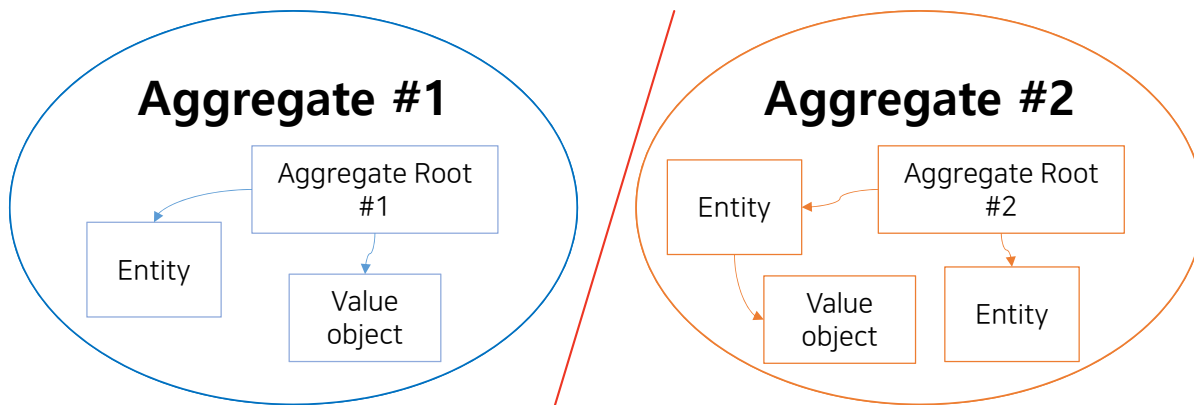 Aggregate #1
Aggregate Root
#1
Entity
Value
object
Aggregate #2
Entity
Aggregate Root
#2
Value
object
Entity